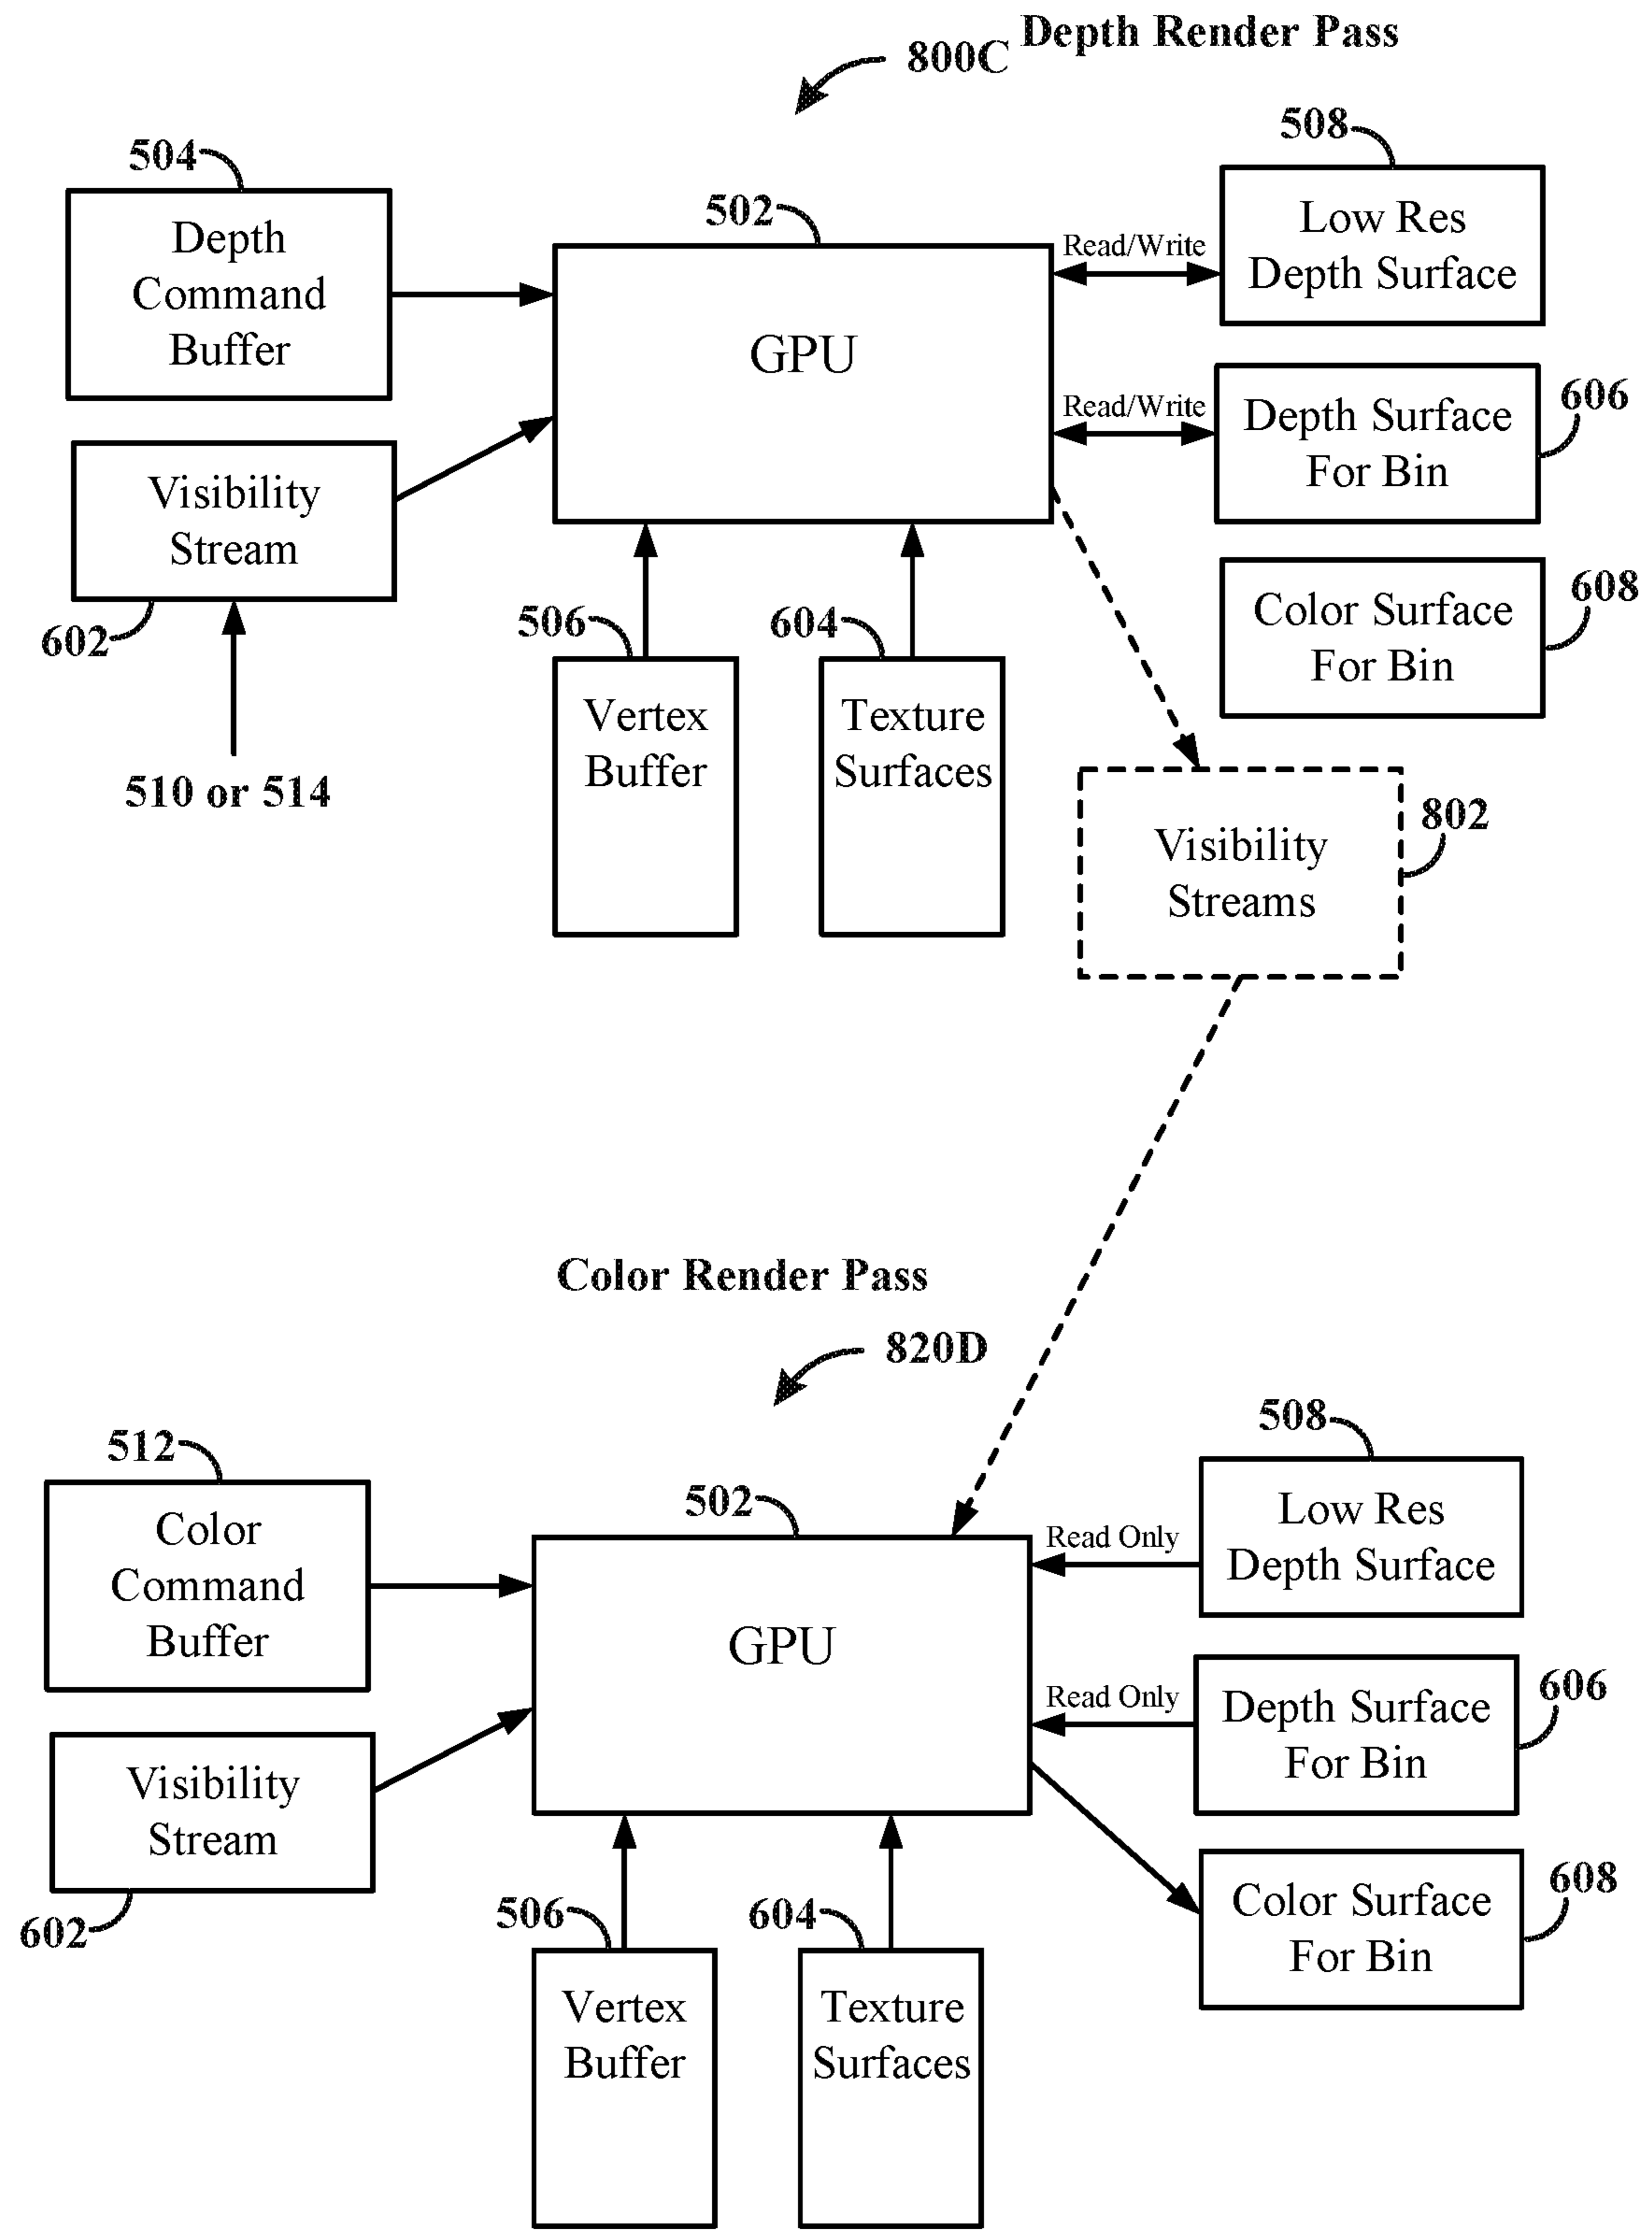 Depth Render Pass
800C
504
Depth
Command
Buffer
502
GPU
508
Read/Write
Low Res
Depth Surface
Read/Write
Depth Surface
For Bin
606
Visibility
Stream
602
510 or 514
506
Vertex
Buffer
604
Texture
Surfaces
Color Surface
For Bin
608
Visibility
Streams
802
Color Render Pass
820D
512
Color
Command
Buffer
502
GPU
508
Read Only
Low Res
Depth Surface
Read Only
Depth Surface
For Bin
606
Visibility
Stream
602
506
Vertex
Buffer
604
Texture
Surfaces
Color Surface
For Bin
608